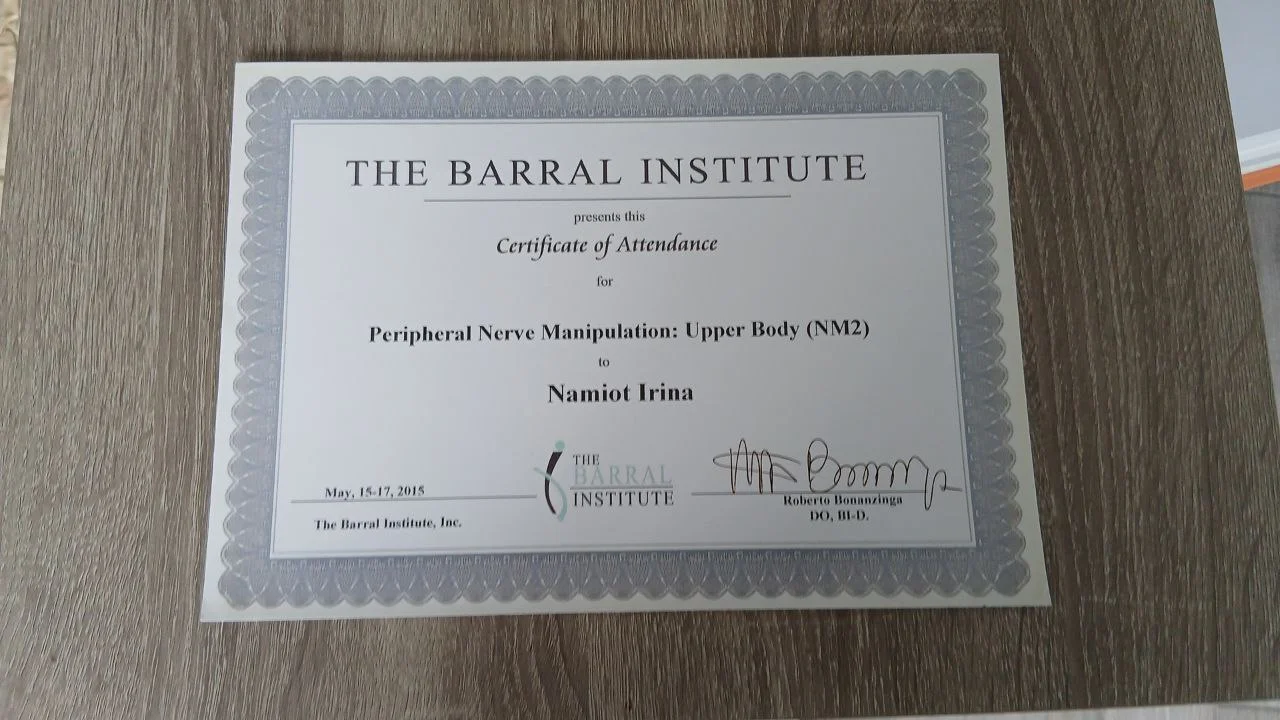 THE BARRAL INSTITUTE
presents this
Certificate of Attendance
for
Peripheral Nerve Manipulation: Upper Body (NM2)
to
Namiot Irina
May, 15-17, 2015
The Barral Institute, Inc.
THE
BARRAL
INSTITUTE
Roberto Bonanzinga
DO, BI-D.